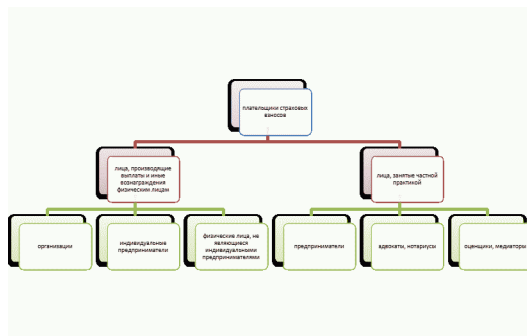 плательщики страховых
взносов
лица, производящие
выплаты и иные
вознаграждения
физическим лицам
лица, занятые частной
практикой
организации
индивидуальные
предприниматели
физические лица, не
являющиеся
индивидуальными
предпринимателями
предприниматели
адвокаты, нотариусы
оценщики, медиаторы